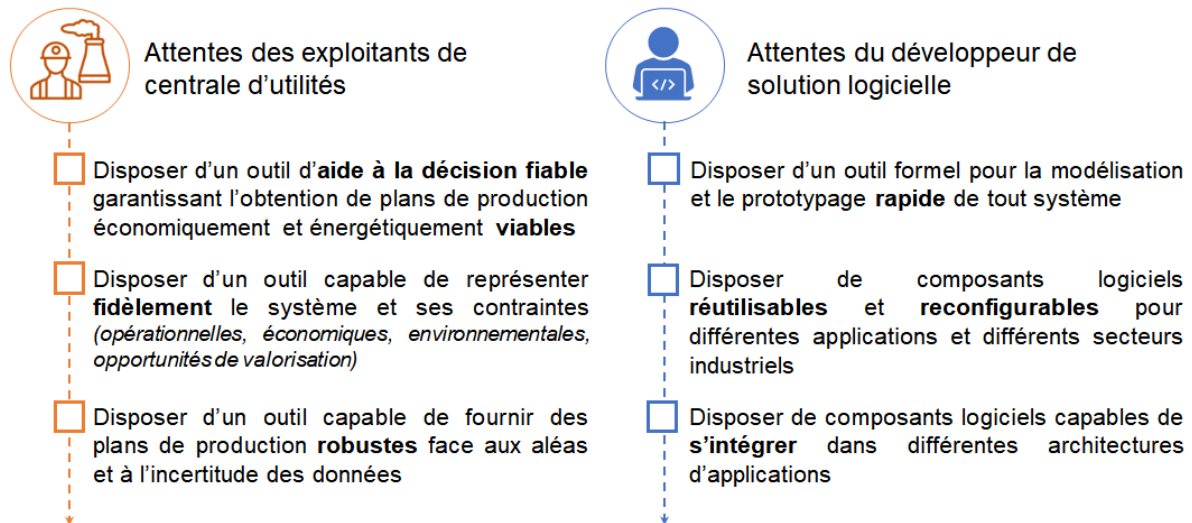 Attentes des exploitants de
centrale d’utilités
Disposer d’un outil d’aide à la décision fiable
garantissant l’obtention de plans de production
économiquement et énergétiquement viables
Disposer d’un outil capable de représenter
fidèlement le système et ses contraintes
(opérationnelles, économiques, environnementales,
opportunités de valorisation)
Disposer d’un outil capable de fournir des
plans de production robustes face aux aléas
et à l’incertitude des données
Attentes du développeur de
solution logicielle
</>
Disposer d’un outil formel pour la modélisation
et le prototypage rapide de tout système
Disposer de composants logiciels
réutilisables et reconfigurables pour
différentes applications et différents secteurs
industriels
Disposer de composants logiciels capables de
s’intégrer dans différentes architectures
d’applications